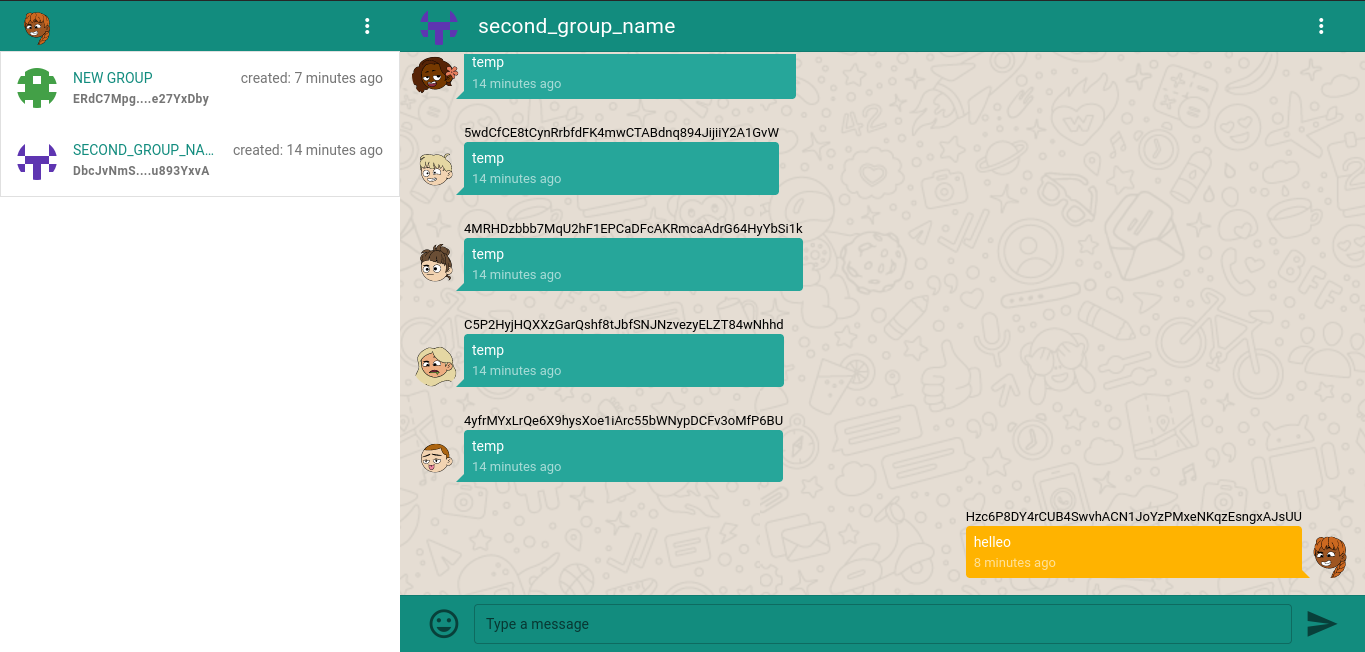 NEW GROUP created: 7 minutes ago
ERdC7Mpg....e27YxDby
SECOND_GROUP_NA... created: 14 minutes ago
DbcJvNmS....u893YxvA
second_group_name
temp
14 minutes ago
5wdCfCE8tCynRrbfdFK4mwCTABdnq894JijiiY2A1GvW
temp
14 minutes ago
4MRHDzbbb7MqU2hF1EPCaDFcAKRmcaAdrG64HyYbSi1k
temp
14 minutes ago
C5P2HyjHQXXzGarQshf8tJbfSNJNzvezyELZT84wNhhd
temp
14 minutes ago
4yfrMYxLrQe6X9hysXoe1iArc55bWNypDCFv3oMfP6BU
temp
14 minutes ago
Hzc6P8DY4rCUB4SwvhACN1JoYzPMxeNKqzEsngxAJsUU
helleo
8 minutes ago
Type a message